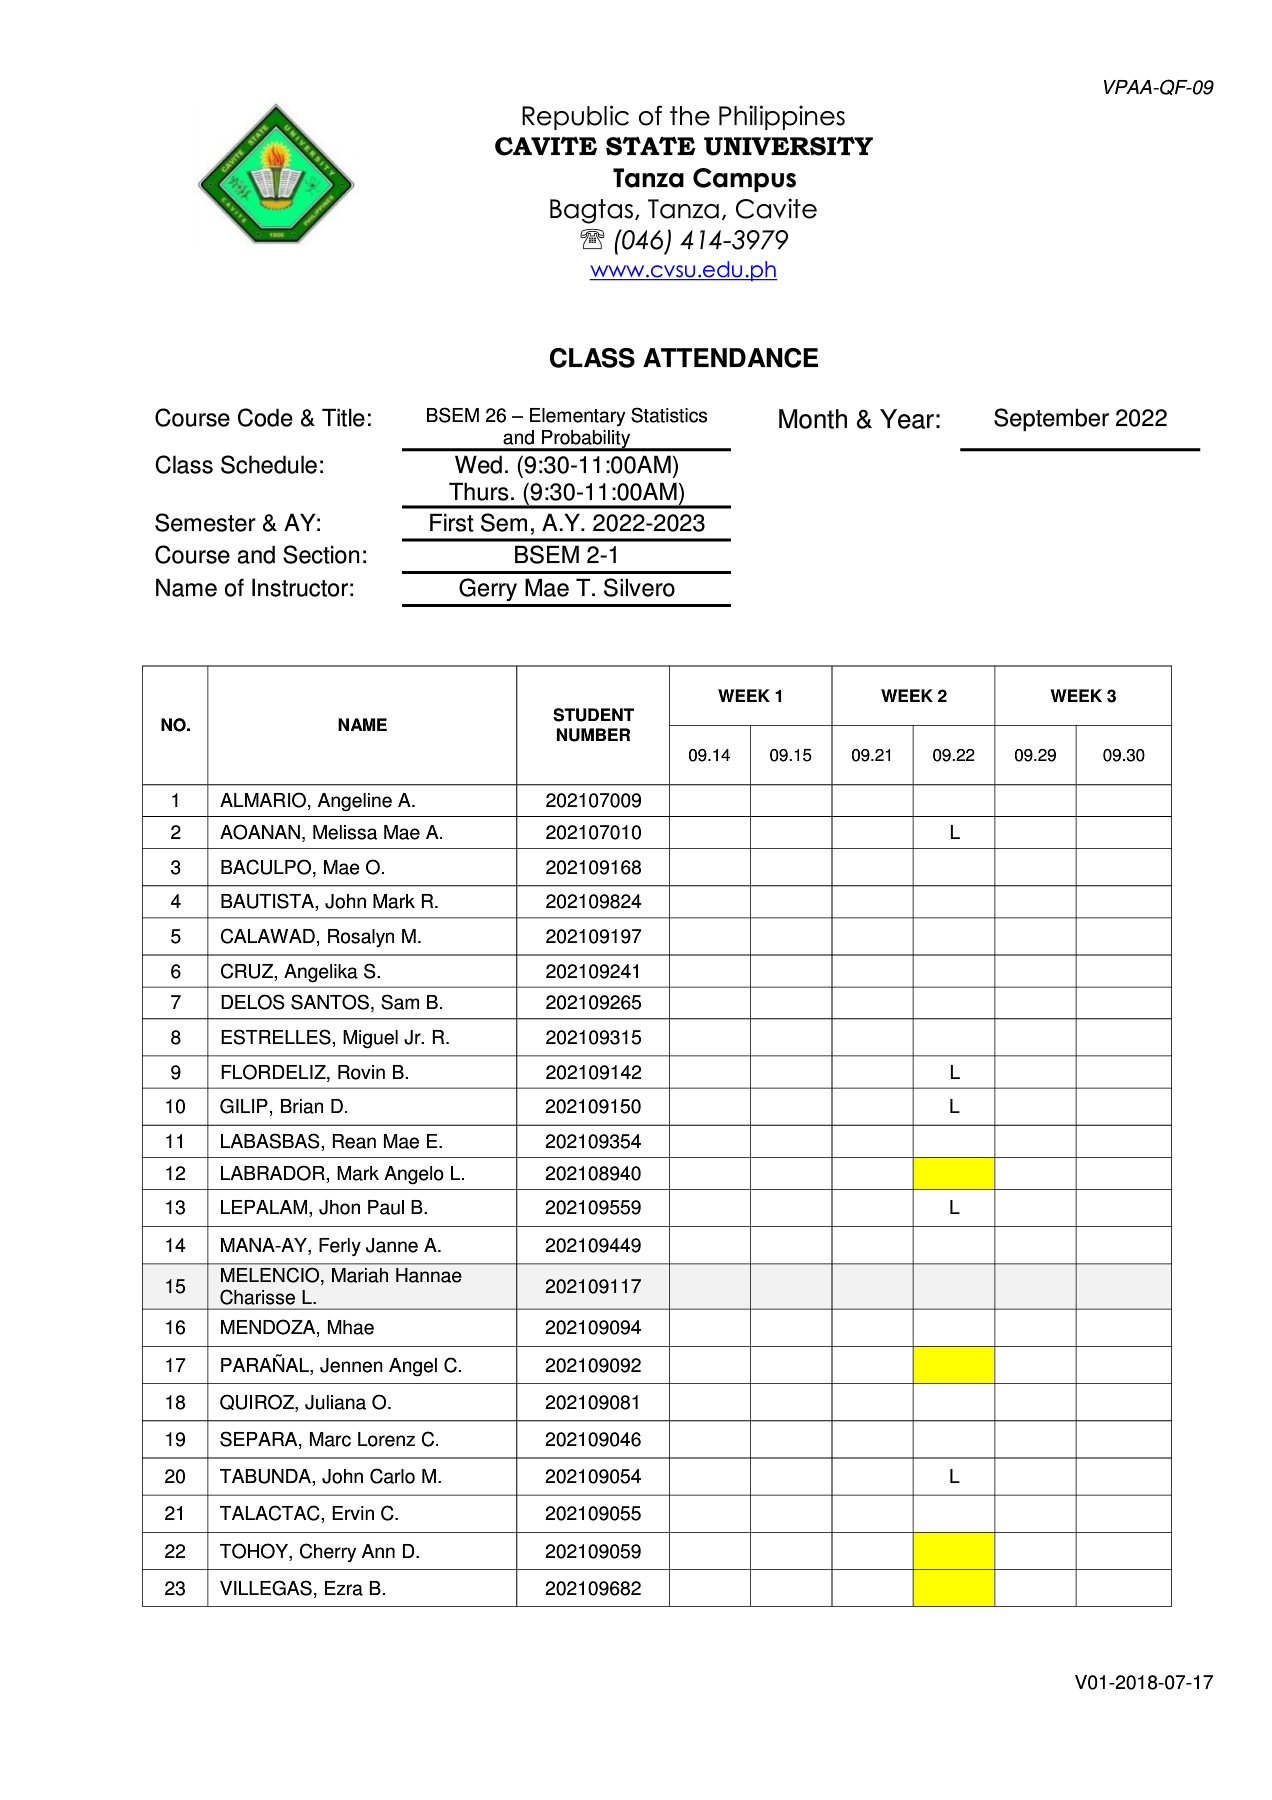 VPAA-QF-09
Republic of the Philippines
CAVITE STATE UNIVERSITY
Tanza Campus
Bagtas, Tanza, Cavite
☏ (046) 414-3979
www.cvsu.edu.ph
CAVITE STATE UNIVERSITY
CAVITE
PHILIPPINES
1906
CLASS ATTENDANCE
Course Code & Title: BSEM 26 – Elementary Statistics and Probability Month & Year: September 2022
Class Schedule: Wed. (9:30-11:00AM)
Thurs. (9:30-11:00AM)
Semester & AY: First Sem, A.Y. 2022-2023
Course and Section: BSEM 2-1
Name of Instructor: Gerry Mae T. Silvero
NO. NAME STUDENT NUMBER WEEK 1 WEEK 2 WEEK 3
09.14 09.15 09.21 09.22 09.29 09.30
1 ALMARIO, Angeline A. 202107009
2 AOANAN, Melissa Mae A. 202107010 L
3 BACULPO, Mae O. 202109168
4 BAUTISTA, John Mark R. 202109824
5 CALAWAD, Rosalyn M. 202109197
6 CRUZ, Angelika S. 202109241
7 DELOS SANTOS, Sam B. 202109265
8 ESTRELLES, Miguel Jr. R. 202109315
9 FLORDELIZ, Rovin B. 202109142 L
10 GILIP, Brian D. 202109150 L
11 LABASBAS, Rean Mae E. 202109354
12 LABRADOR, Mark Angelo L. 202108940
13 LEPALAM, Jhon Paul B. 202109559 L
14 MANA-AY, Ferly Janne A. 202109449
15 MELENCIO, Mariah Hannae Charisse L. 202109117
16 MENDOZA, Mhae 202109094
17 PARAÑAL, Jennen Angel C. 202109092
18 QUIROZ, Juliana O. 202109081
19 SEPARA, Marc Lorenz C. 202109046
20 TABUNDA, John Carlo M. 202109054 L
21 TALACTAC, Ervin C. 202109055
22 TOHOY, Cherry Ann D. 202109059
23 VILLEGAS, Ezra B. 202109682
V01-2018-07-17